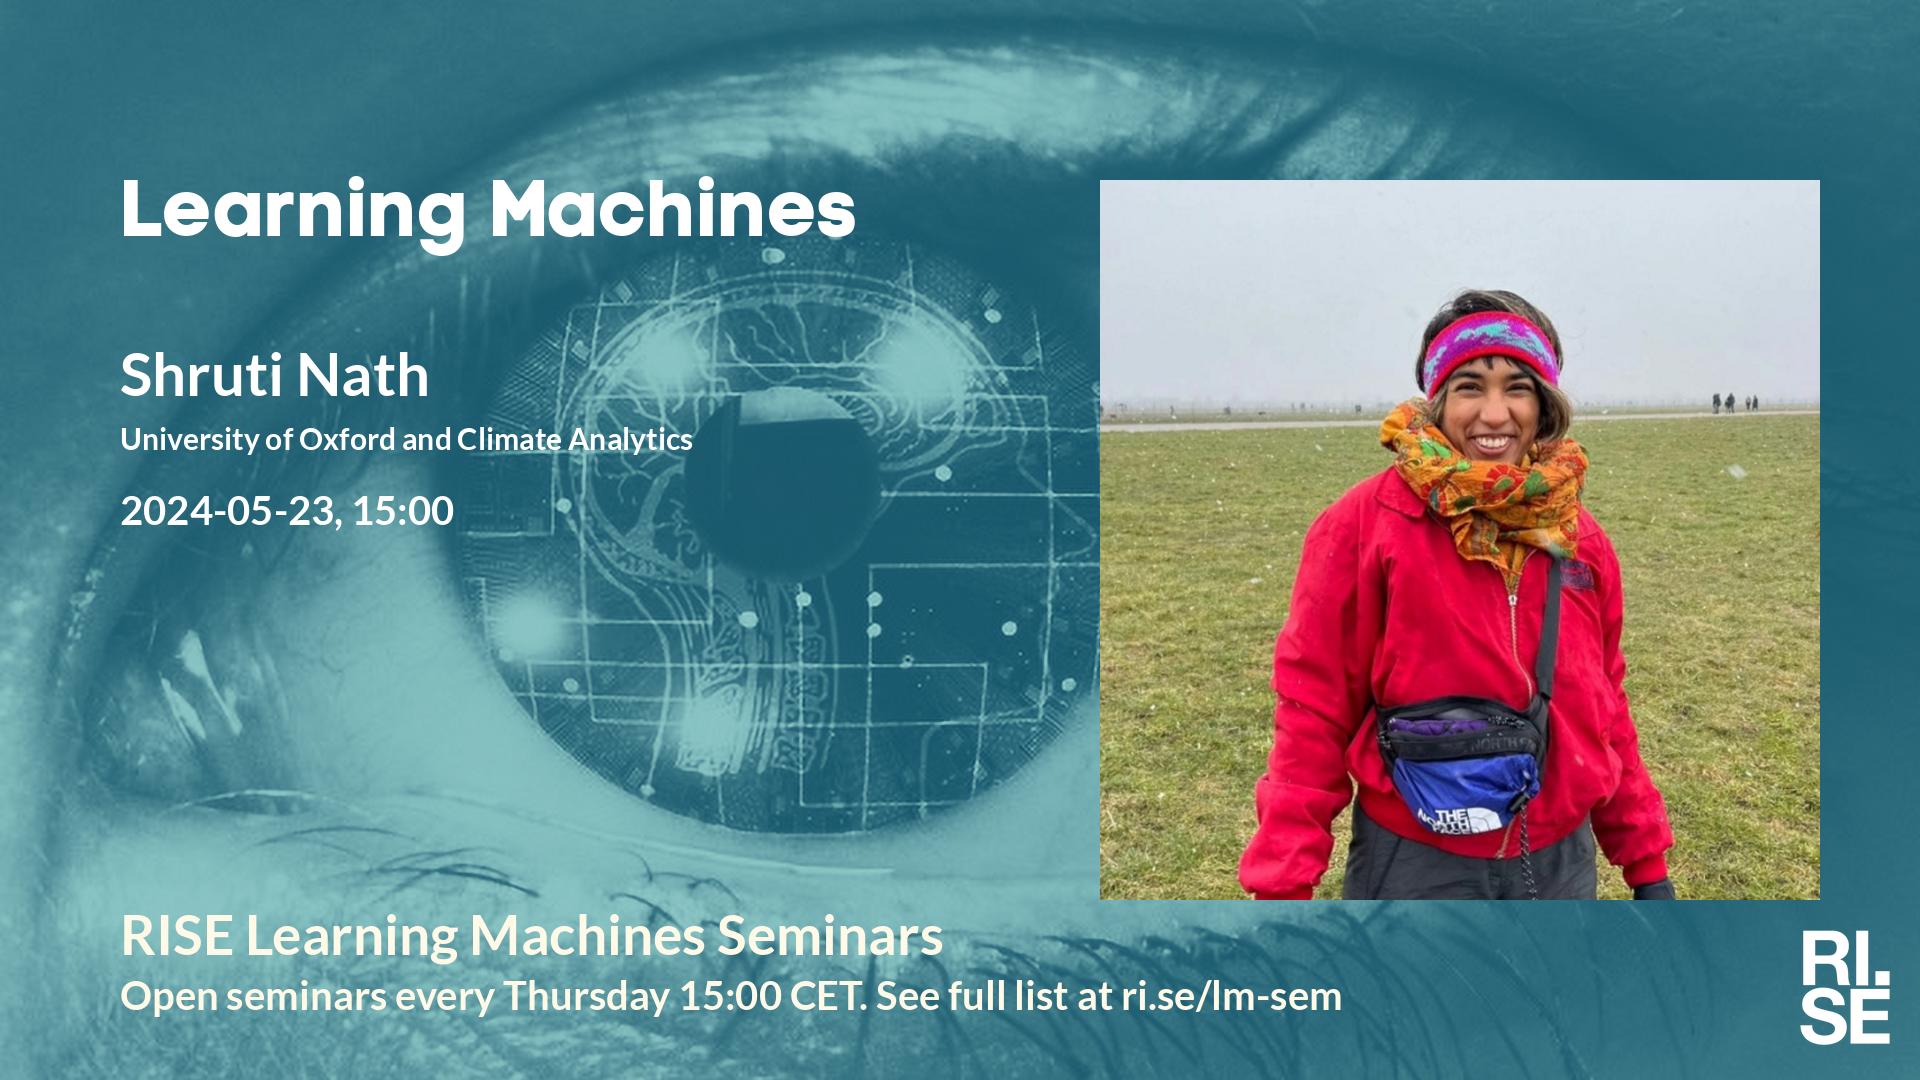 Learning Machines
Shruti Nath
University of Oxford and Climate Analytics
2024-05-23, 15:00
NORTH
THE
NORTH
FACE
RISE Learning Machines Seminars
Open seminars every Thursday 15:00 CET. See full list at ri.se/lm-sem
RI.
SE